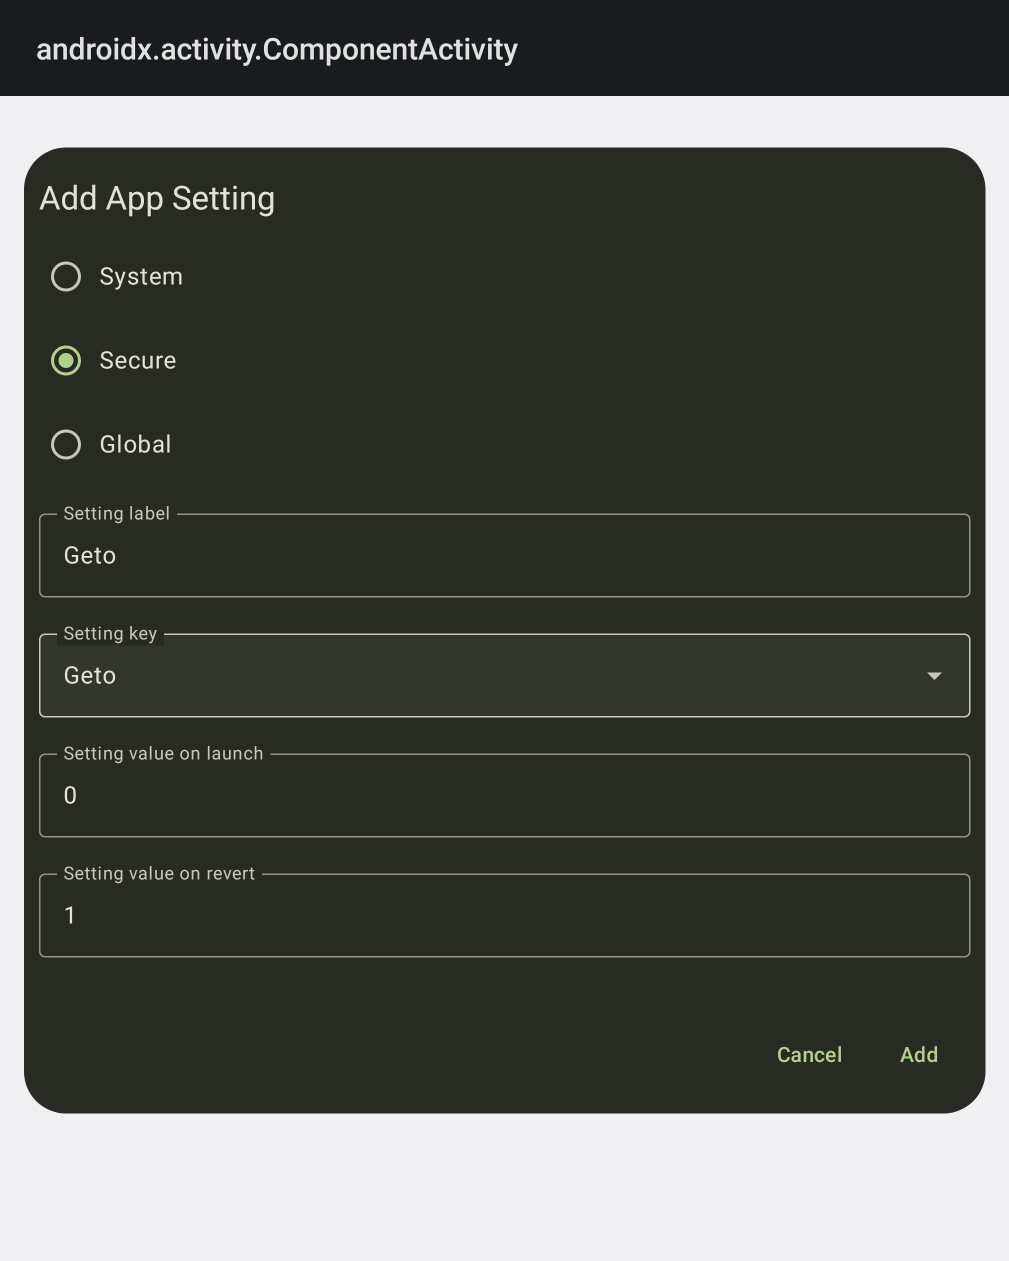 androidx.activity.ComponentActivity
Add App Setting
System
Secure
Global
Setting label
Geto
Setting key
Geto
Setting value on launch
0
Setting value on revert
1
Cancel Add